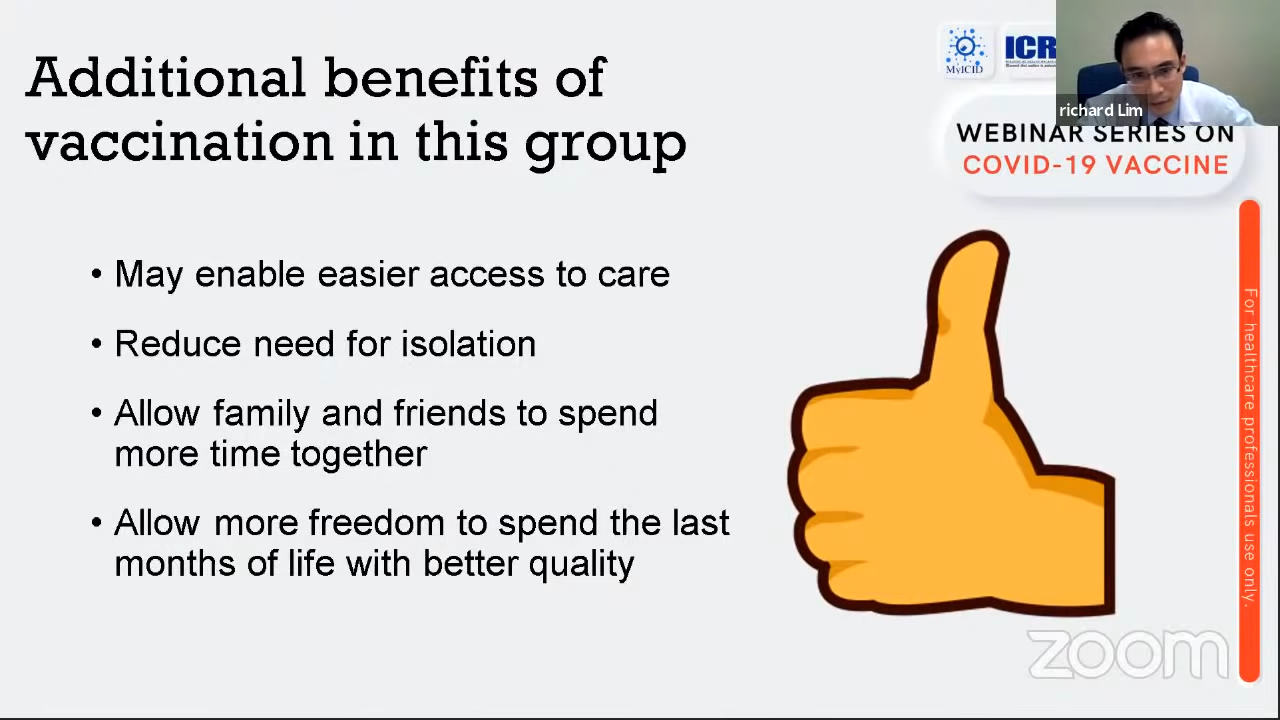 Additional benefits of
vaccination in this group
• May enable easier access to care
• Reduce need for isolation
• Allow family and friends to spend
more time together
• Allow more freedom to spend the last
months of life with better quality
MyICID
ICR
richard Lim
WEBINAR SERIES ON
COVID-19 VACCINE
For healthcare professionals use only.
zoom